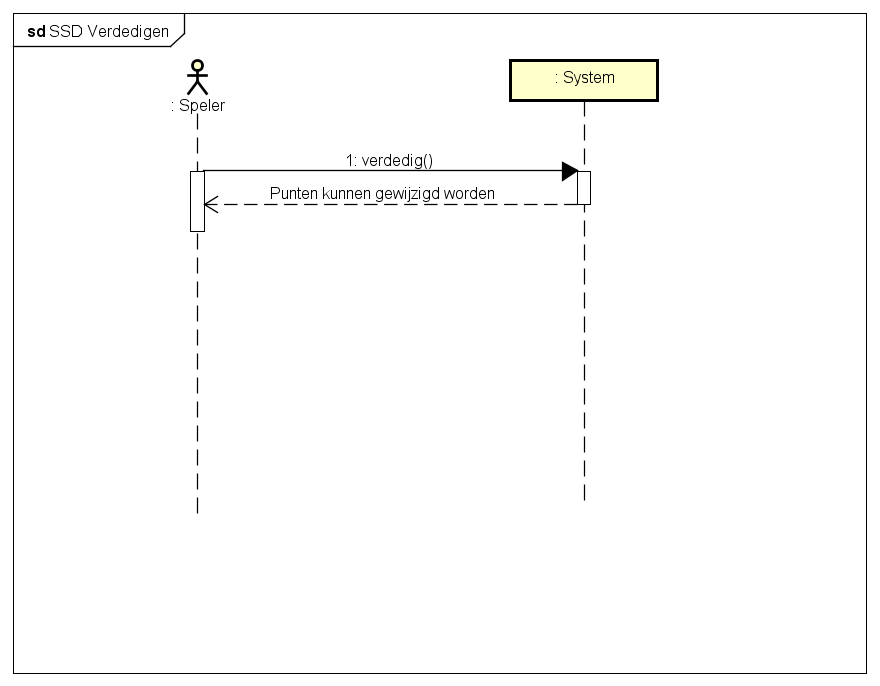 sd SSD Verdedigen
: Speler
: System
1: verdedig()
Punten kunnen gewijzigd worden